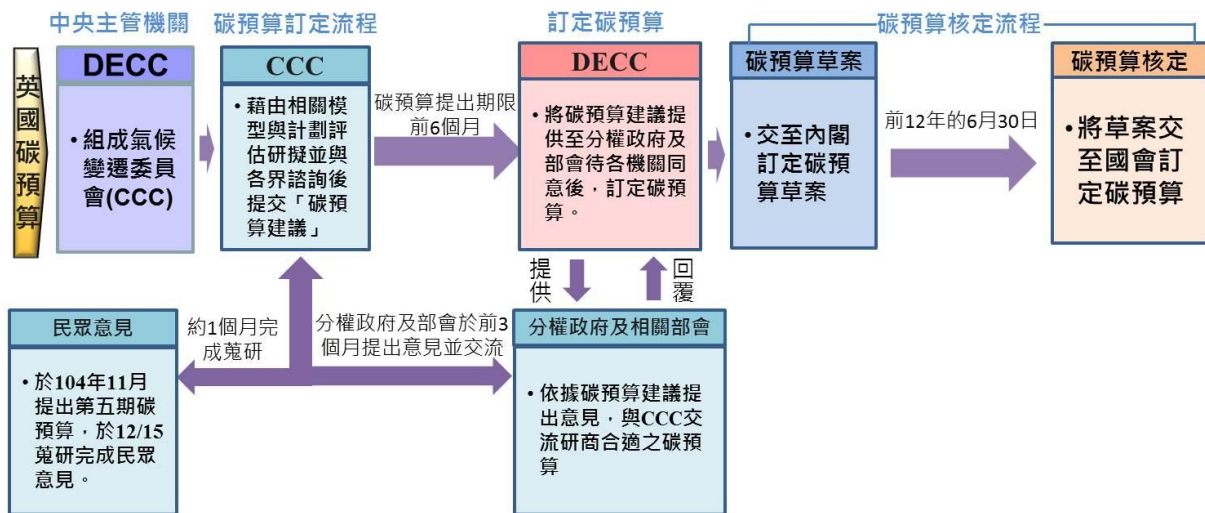 中央主管機關
碳預算訂定流程
訂定碳預算
碳預算核定流程
英國碳預算
DECC
• 組成氣候
變遷委員
會(CCC)
CCC
• 藉由相關模
型與計劃評
估研擬並與
各界諮詢後
提交「碳預
算建議」
碳預算提出期限
前6個月
DECC
• 將碳預算建議提
供至分權政府及
部會待各機關同
意後，訂定碳預
算。
碳預算草案
• 交至內閣
訂定碳預
算草案
前12年的6月30日
碳預算核定
• 將草案交
至國會訂
定碳預算
提供
回覆
民眾意見
• 於104年11月
提出第五期碳
預算，於12/15
蒐研完成民眾
意見。
約1個月完
成蒐研
分權政府及部會於前3
個月提出意見並交流
分權政府及相關部會
• 依據碳預算建議提
出意見，與CCC交
流研商合適之碳預
算